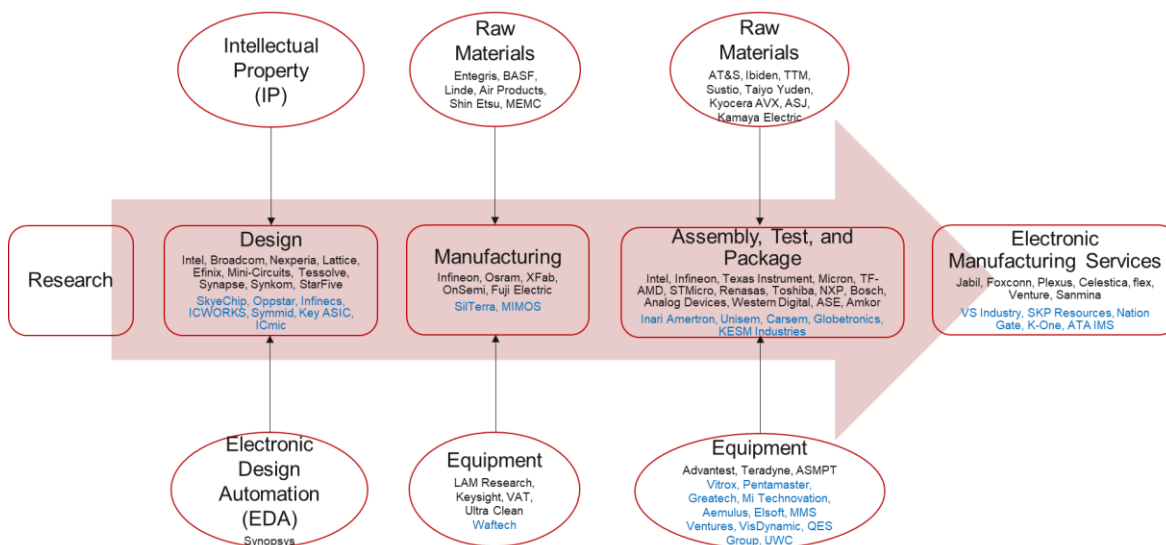 Intellectual
Property
(IP)
Raw
Materials
Entegris, BASF,
Linde, Air Products,
Shin Etsu, MEMC
Raw
Materials
AT&S, Ibiden, TTM,
Sustio, Taiyo Yuden,
Kyocera AVX, ASJ,
Kamaya Electric
Research
Design
Intel, Broadcom, Nexperia, Lattice,
Efinix, Mini-Circuits, Tessolve,
Synapse, Synkom, StarFive
SkyeChip, Oppstar, Infinecs,
ICWORKS, Symmid, Key ASIC,
ICmic
Manufacturing
Infineon, Osram, XFab,
OnSemi, Fuji Electric
SilTerra, MIMOS
Assembly, Test, and
Package
Intel, Infineon, Texas Instrument, Micron, TF-
AMD, STMicro, Renasas, Toshiba, NXP, Bosch,
Analog Devices, Western Digital, ASE, Amkor
Inari Amertron, Unisem, Carsem, Globetronics,
KESM Industries
Electronic
Manufacturing Services
Jabil, Foxconn, Plexus, Celestica, flex,
Venture, Sanmina
VS Industry, SKP Resources, Nation
Gate, K-One, ATA IMS
Electronic
Design
Automation
(EDA)
Synopsys
Equipment
LAM Research,
Keysight, VAT,
Ultra Clean
Waftech
Equipment
Advantest, Teradyne, ASMPT
Vitrox, Pentamaster,
Greatech, Mi Technovation,
Aemulus, Elsoft, MMS
Ventures, VisDynamic, QES
Group, UWC